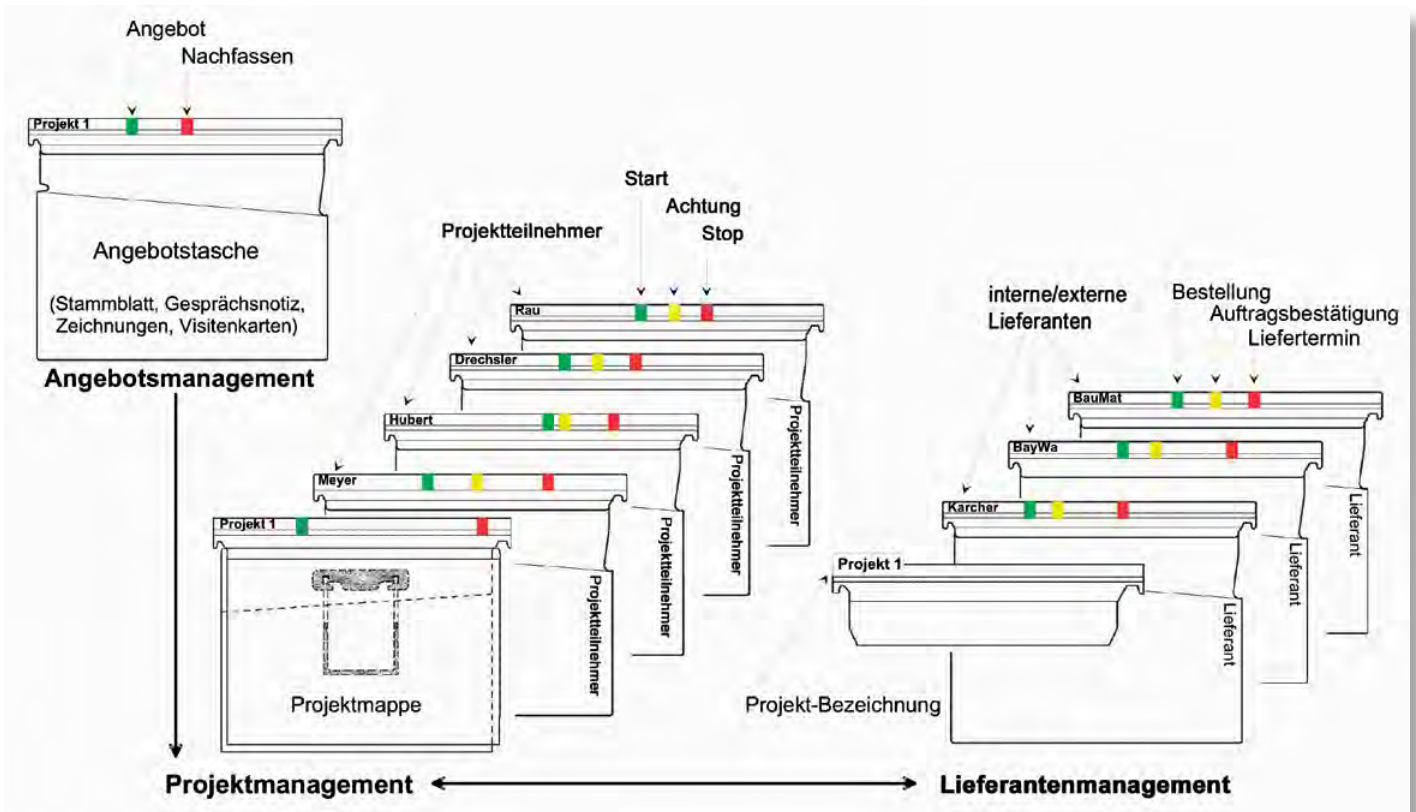 Angebot
Nachfassen
Projekt 1
Angebotstasche
(Stammblatt, Gesprächsnotiz,
Zeichnungen, Visitenkarten)
Angebotsmanagement
Start
Achtung
Stop
Projektteilnehmer
Rau
Drechsler
Hubert
Meyer
Projekt 1
Projektteilnehmer
Projektteilnehmer
Projektteilnehmer
Projektteilnehmer
Projektmappe
Projektmanagement
interne/externe
Lieferanten
Bestellung
Auftragsbestätigung
Liefertermin
BauMat
BayWa
Karcher
Projekt 1
Lieferant
Lieferant
Lieferant
Projekt-Bezeichnung
Lieferantenmanagement